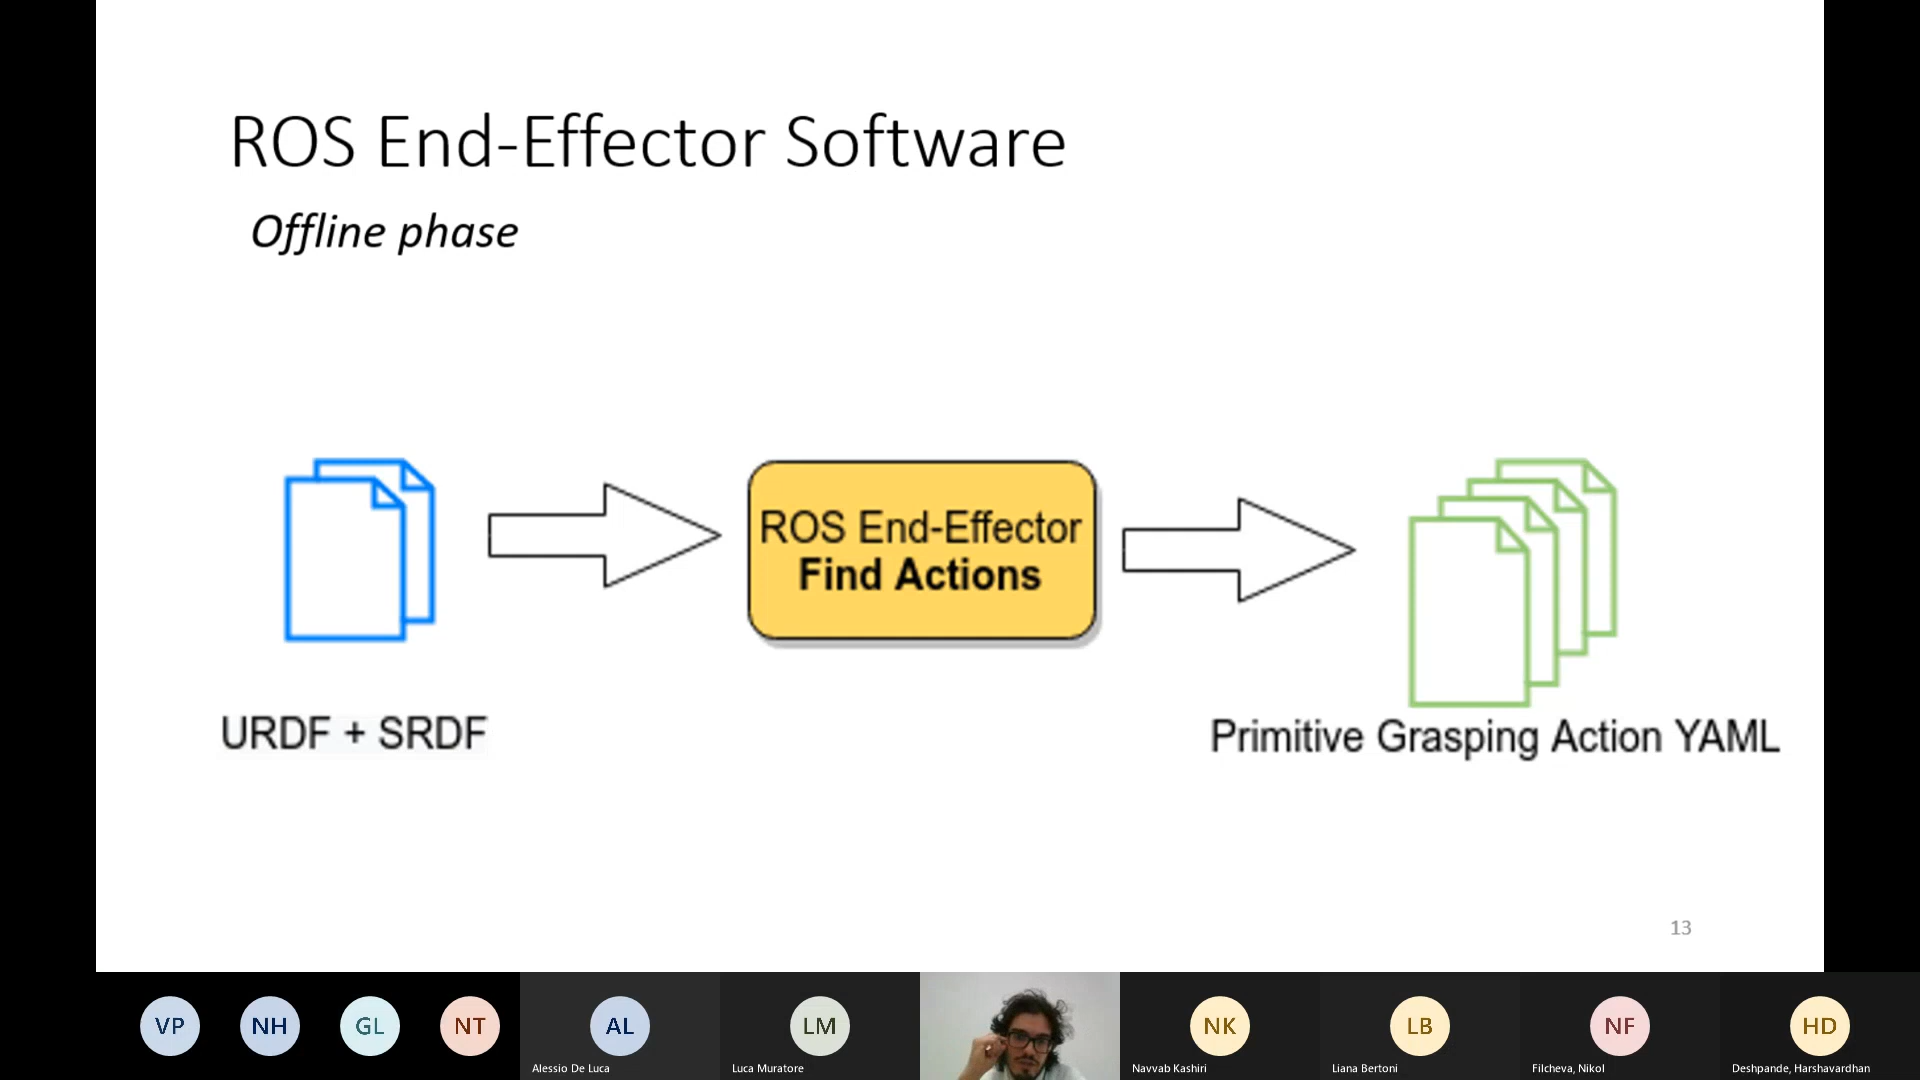 ROS End-Effector Software
Offline phase
ROS End-Effector
Find Actions
URDF + SRDF
Primitive Grasping Action YAML
13
VP
NH
GL
NT
AL
LM
NK
LB
NF
HD
Alessio De Luca
Luca Muratore
Navvab Kashiri
Liana Bertoni
Filcheva, Nikol
Deshpande, Harshavardhan